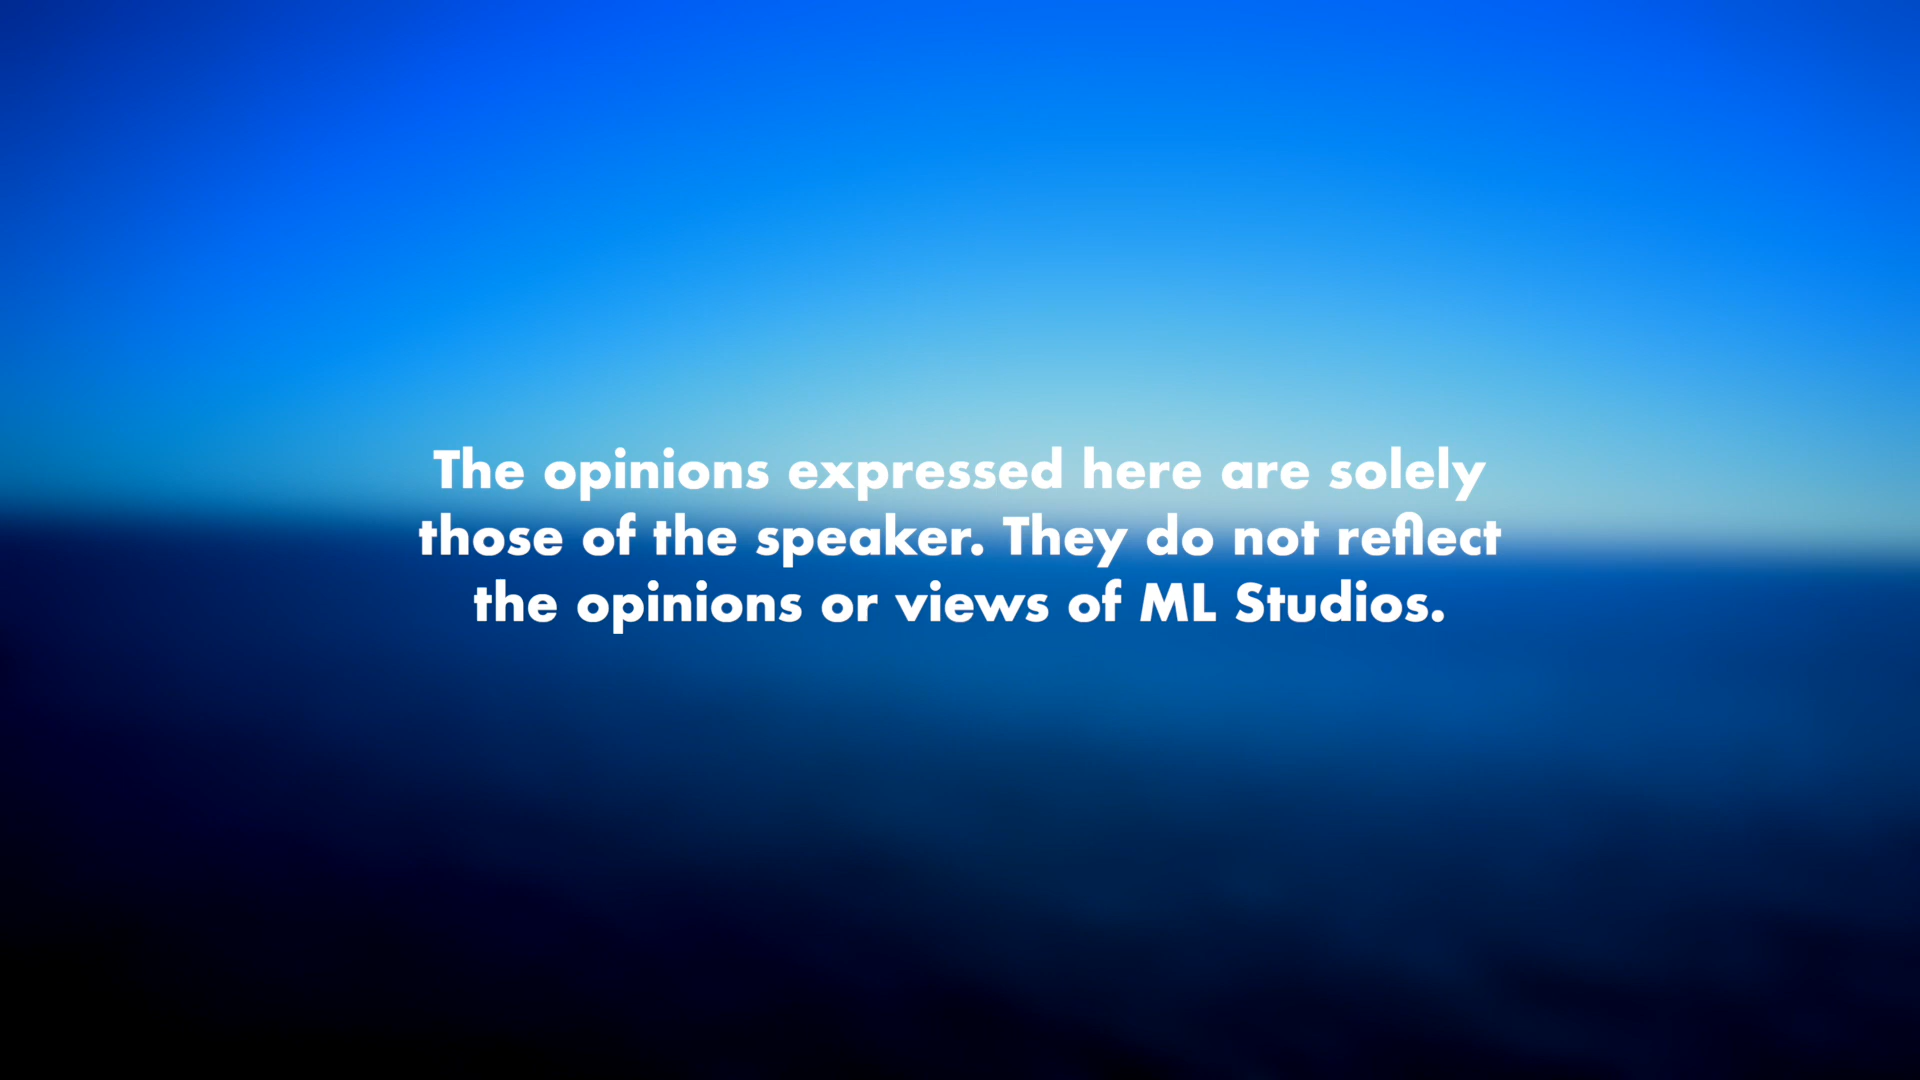 The opinions expressed here are solely
those of the speaker. They do not reflect
the opinions or views of ML Studios.